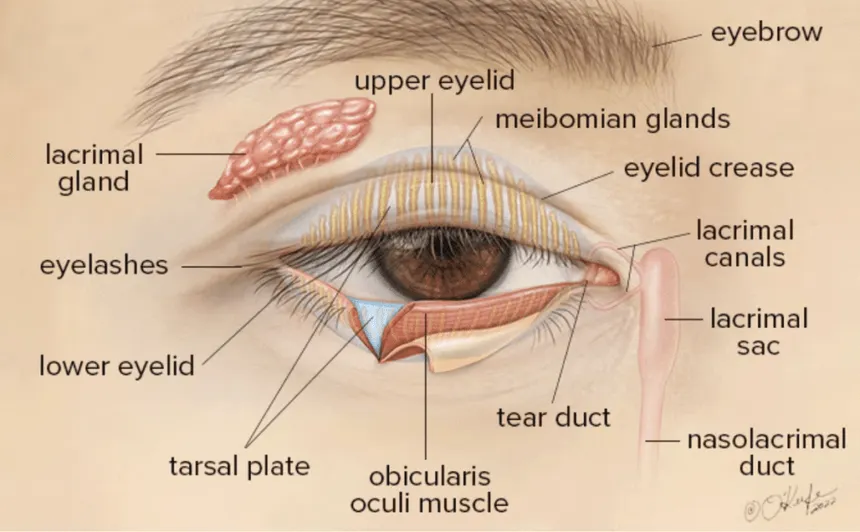 eyebrow
upper eyelid
meibomian glands
lacrimal
gland
eyelid crease
lacrimal
canals
eyelashes
lacrimal
sac
lower eyelid
tear duct
tarsal plate
obicularis
oculi muscle
nasolacrimal
duct
2022